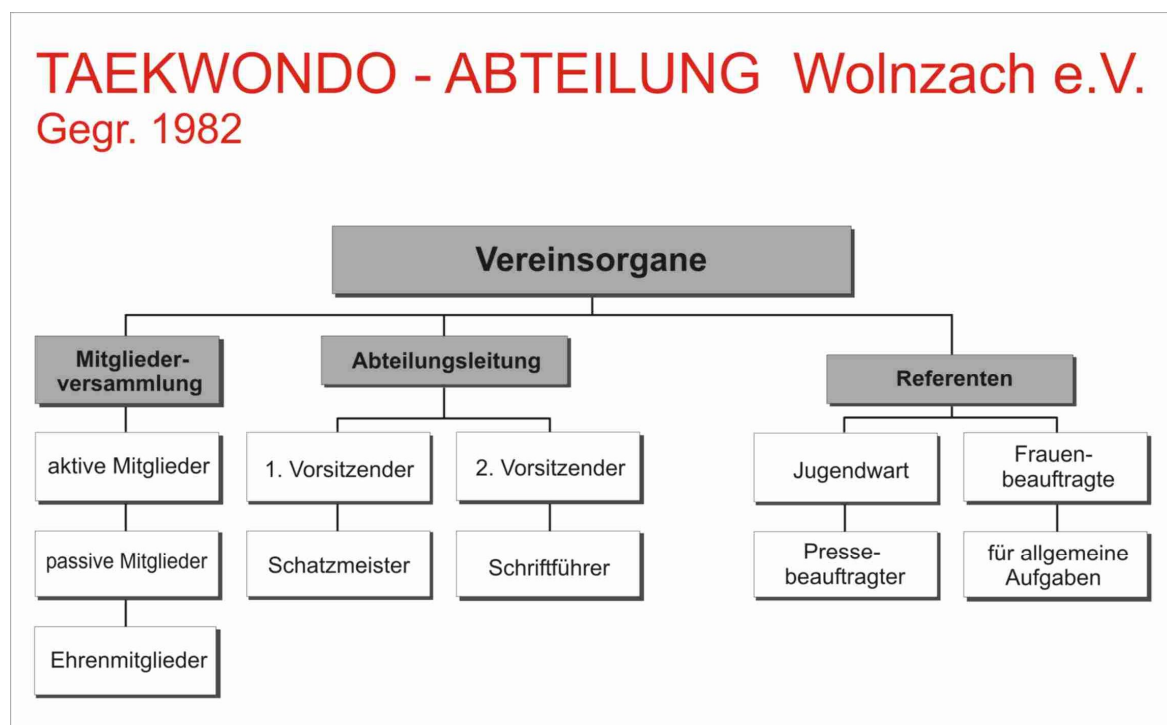 TAEKWONDO - ABTEILUNG Wolnzach e.V.
Gegr. 1982
Vereinsorgane
Mitglieder-
versammlung
Abteilungsleitung
Referenten
aktive Mitglieder
1. Vorsitzender
2. Vorsitzender
Jugendwart
Frauen-
beauftragte
passive Mitglieder
Schatzmeister
Schriftführer
Presse-
beauftragter
für allgemeine
Aufgaben
Ehrenmitglieder